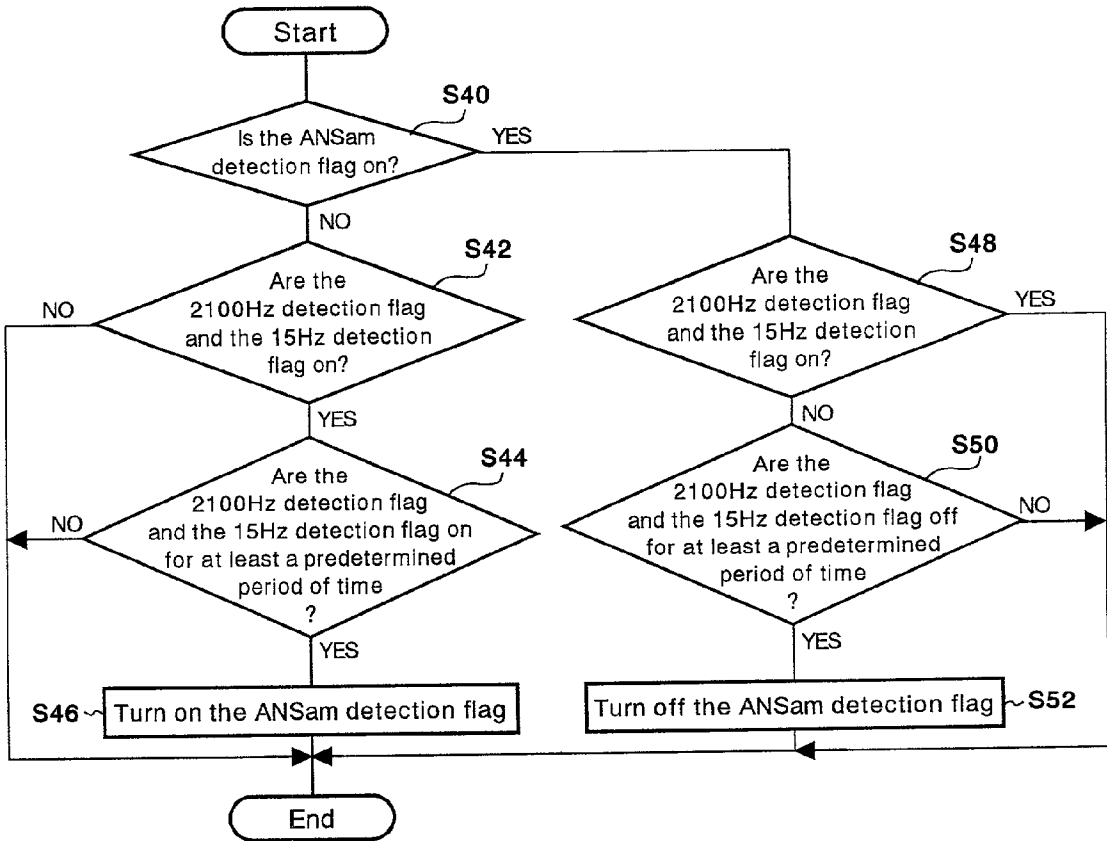 Start
S40
Is the ANSam
detection flag on?
YES
NO
S42
Are the
2100Hz detection flag
and the 15Hz detection
flag on?
NO
YES
S48
Are the
2100Hz detection flag
and the 15Hz detection
flag on?
YES
NO
S44
Are the
2100Hz detection flag
and the 15Hz detection flag on
for at least a predetermined
period of time
?
NO
YES
S50
Are the
2100Hz detection flag
and the 15Hz detection flag off
for at least a predetermined
period of time
?
NO
YES
S46
Turn on the ANSam detection flag
Turn off the ANSam detection flag
S52
End